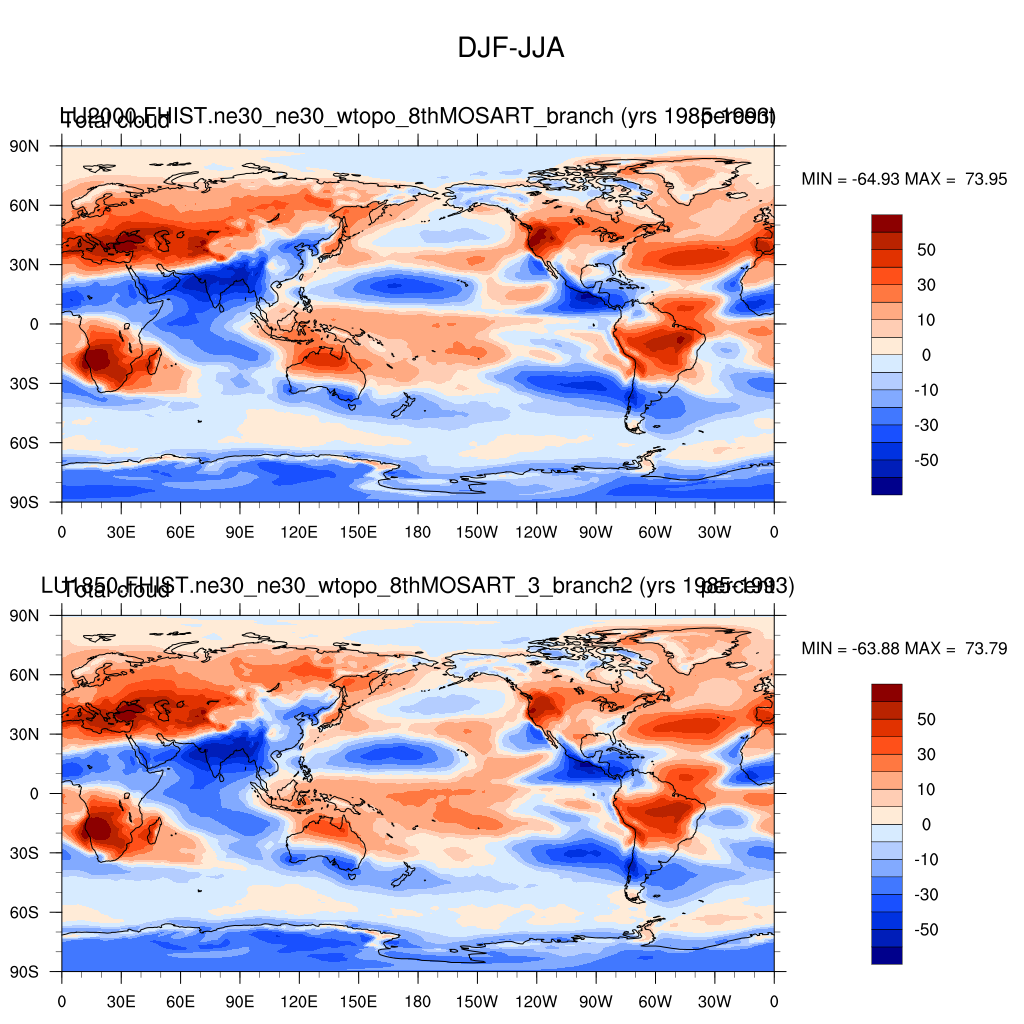 DJF-JJA
LU2000.FHIST.ne30_ne30_wtopo_8thMOSART_branch (yrs 1985-1993)
Total cloud percent
90N
60N
30N
0
30S
60S
90S
0 30E 60E 90E 120E 150E 180 150W 120W 90W 60W 30W 0
MIN = -64.93 MAX = 73.95
50
30
10
0
-10
-30
-50
LU1850.FHIST.ne30_ne30_wtopo_8thMOSART_3_branch2 (yrs 1985-1993)
Total cloud percent
90N
60N
30N
0
30S
60S
90S
0 30E 60E 90E 120E 150E 180 150W 120W 90W 60W 30W 0
MIN = -63.88 MAX = 73.79
50
30
10
0
-10
-30
-50